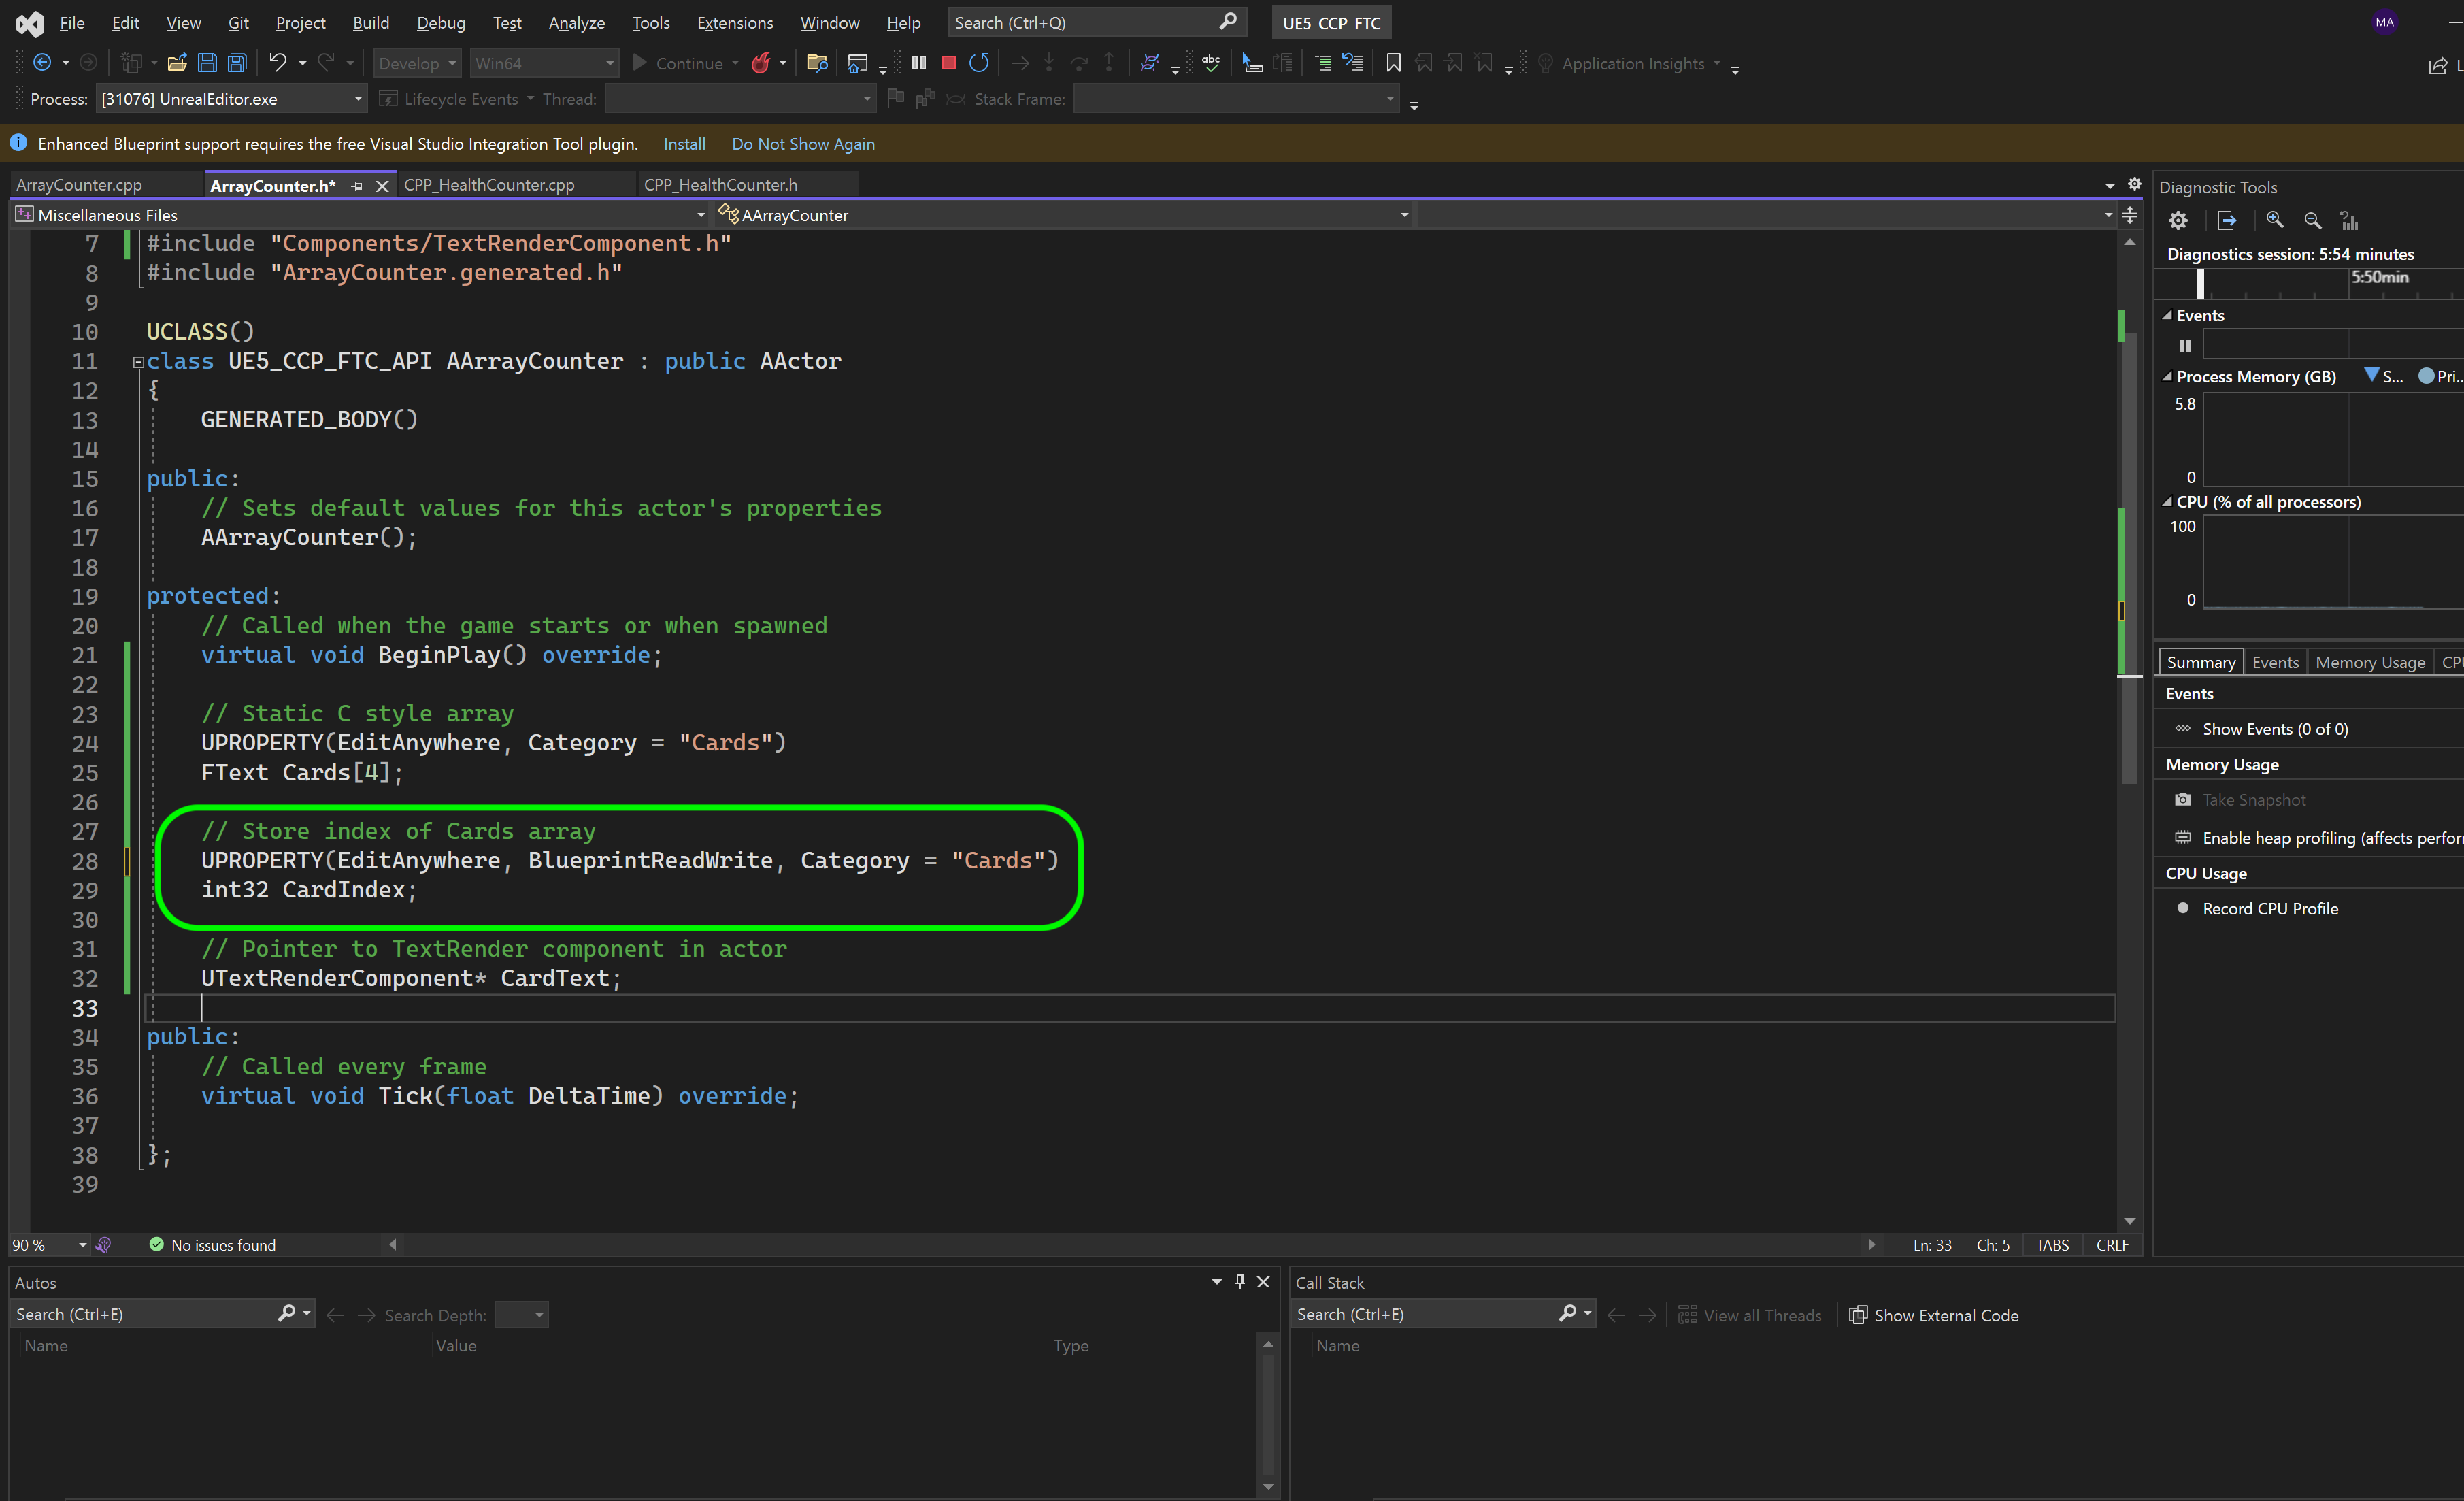 File Edit View Git Project Build Debug Test Analyze Tools Extensions Window Help Search (Ctrl+Q) UE5_CCP_FTC MA
Develop Win64 Continue abc Application Insights
Process: [31076] UnrealEditor.exe Lifecycle Events Thread: Stack Frame:
Enhanced Blueprint support requires the free Visual Studio Integration Tool plugin. Install Do Not Show Again
ArrayCounter.cpp ArrayCounter.h* CPP_HealthCounter.cpp CPP_HealthCounter.h
Miscellaneous Files AArrayCounter
7 #include "Components/TextRenderComponent.h"
8 #include "ArrayCounter.generated.h"
9
10 UCLASS()
11 class UE5_CCP_FTC_API AArrayCounter : public AActor
12 {
13 GENERATED_BODY()
14
15 public:
16 // Sets default values for this actor's properties
17 AArrayCounter();
18
19 protected:
20 // Called when the game starts or when spawned
21 virtual void BeginPlay() override;
22
23 // Static C style array
24 UPROPERTY(EditAnywhere, Category = "Cards")
25 FText Cards[4];
26
27 // Store index of Cards array
28 UPROPERTY(EditAnywhere, BlueprintReadWrite, Category = "Cards")
29 int32 CardIndex;
30
31 // Pointer to TextRender component in actor
32 UTextRenderComponent* CardText;
33
34 public:
35 // Called every frame
36 virtual void Tick(float DeltaTime) override;
37
38 };
39
90 % No issues found Ln: 33 Ch: 5 TABS CRLF
Diagnostic Tools
Diagnostics session: 5:54 minutes
5:50min
Events
Process Memory (GB) S... Pri...
5.8
0
CPU (% of all processors)
100
0
Summary Events Memory Usage CPU
Events
Show Events (0 of 0)
Memory Usage
Take Snapshot
Enable heap profiling (affects perform
CPU Usage
Record CPU Profile
Autos
Search (Ctrl+E) Search Depth:
Name Value Type
Call Stack
Search (Ctrl+E) View all Threads Show External Code
Name